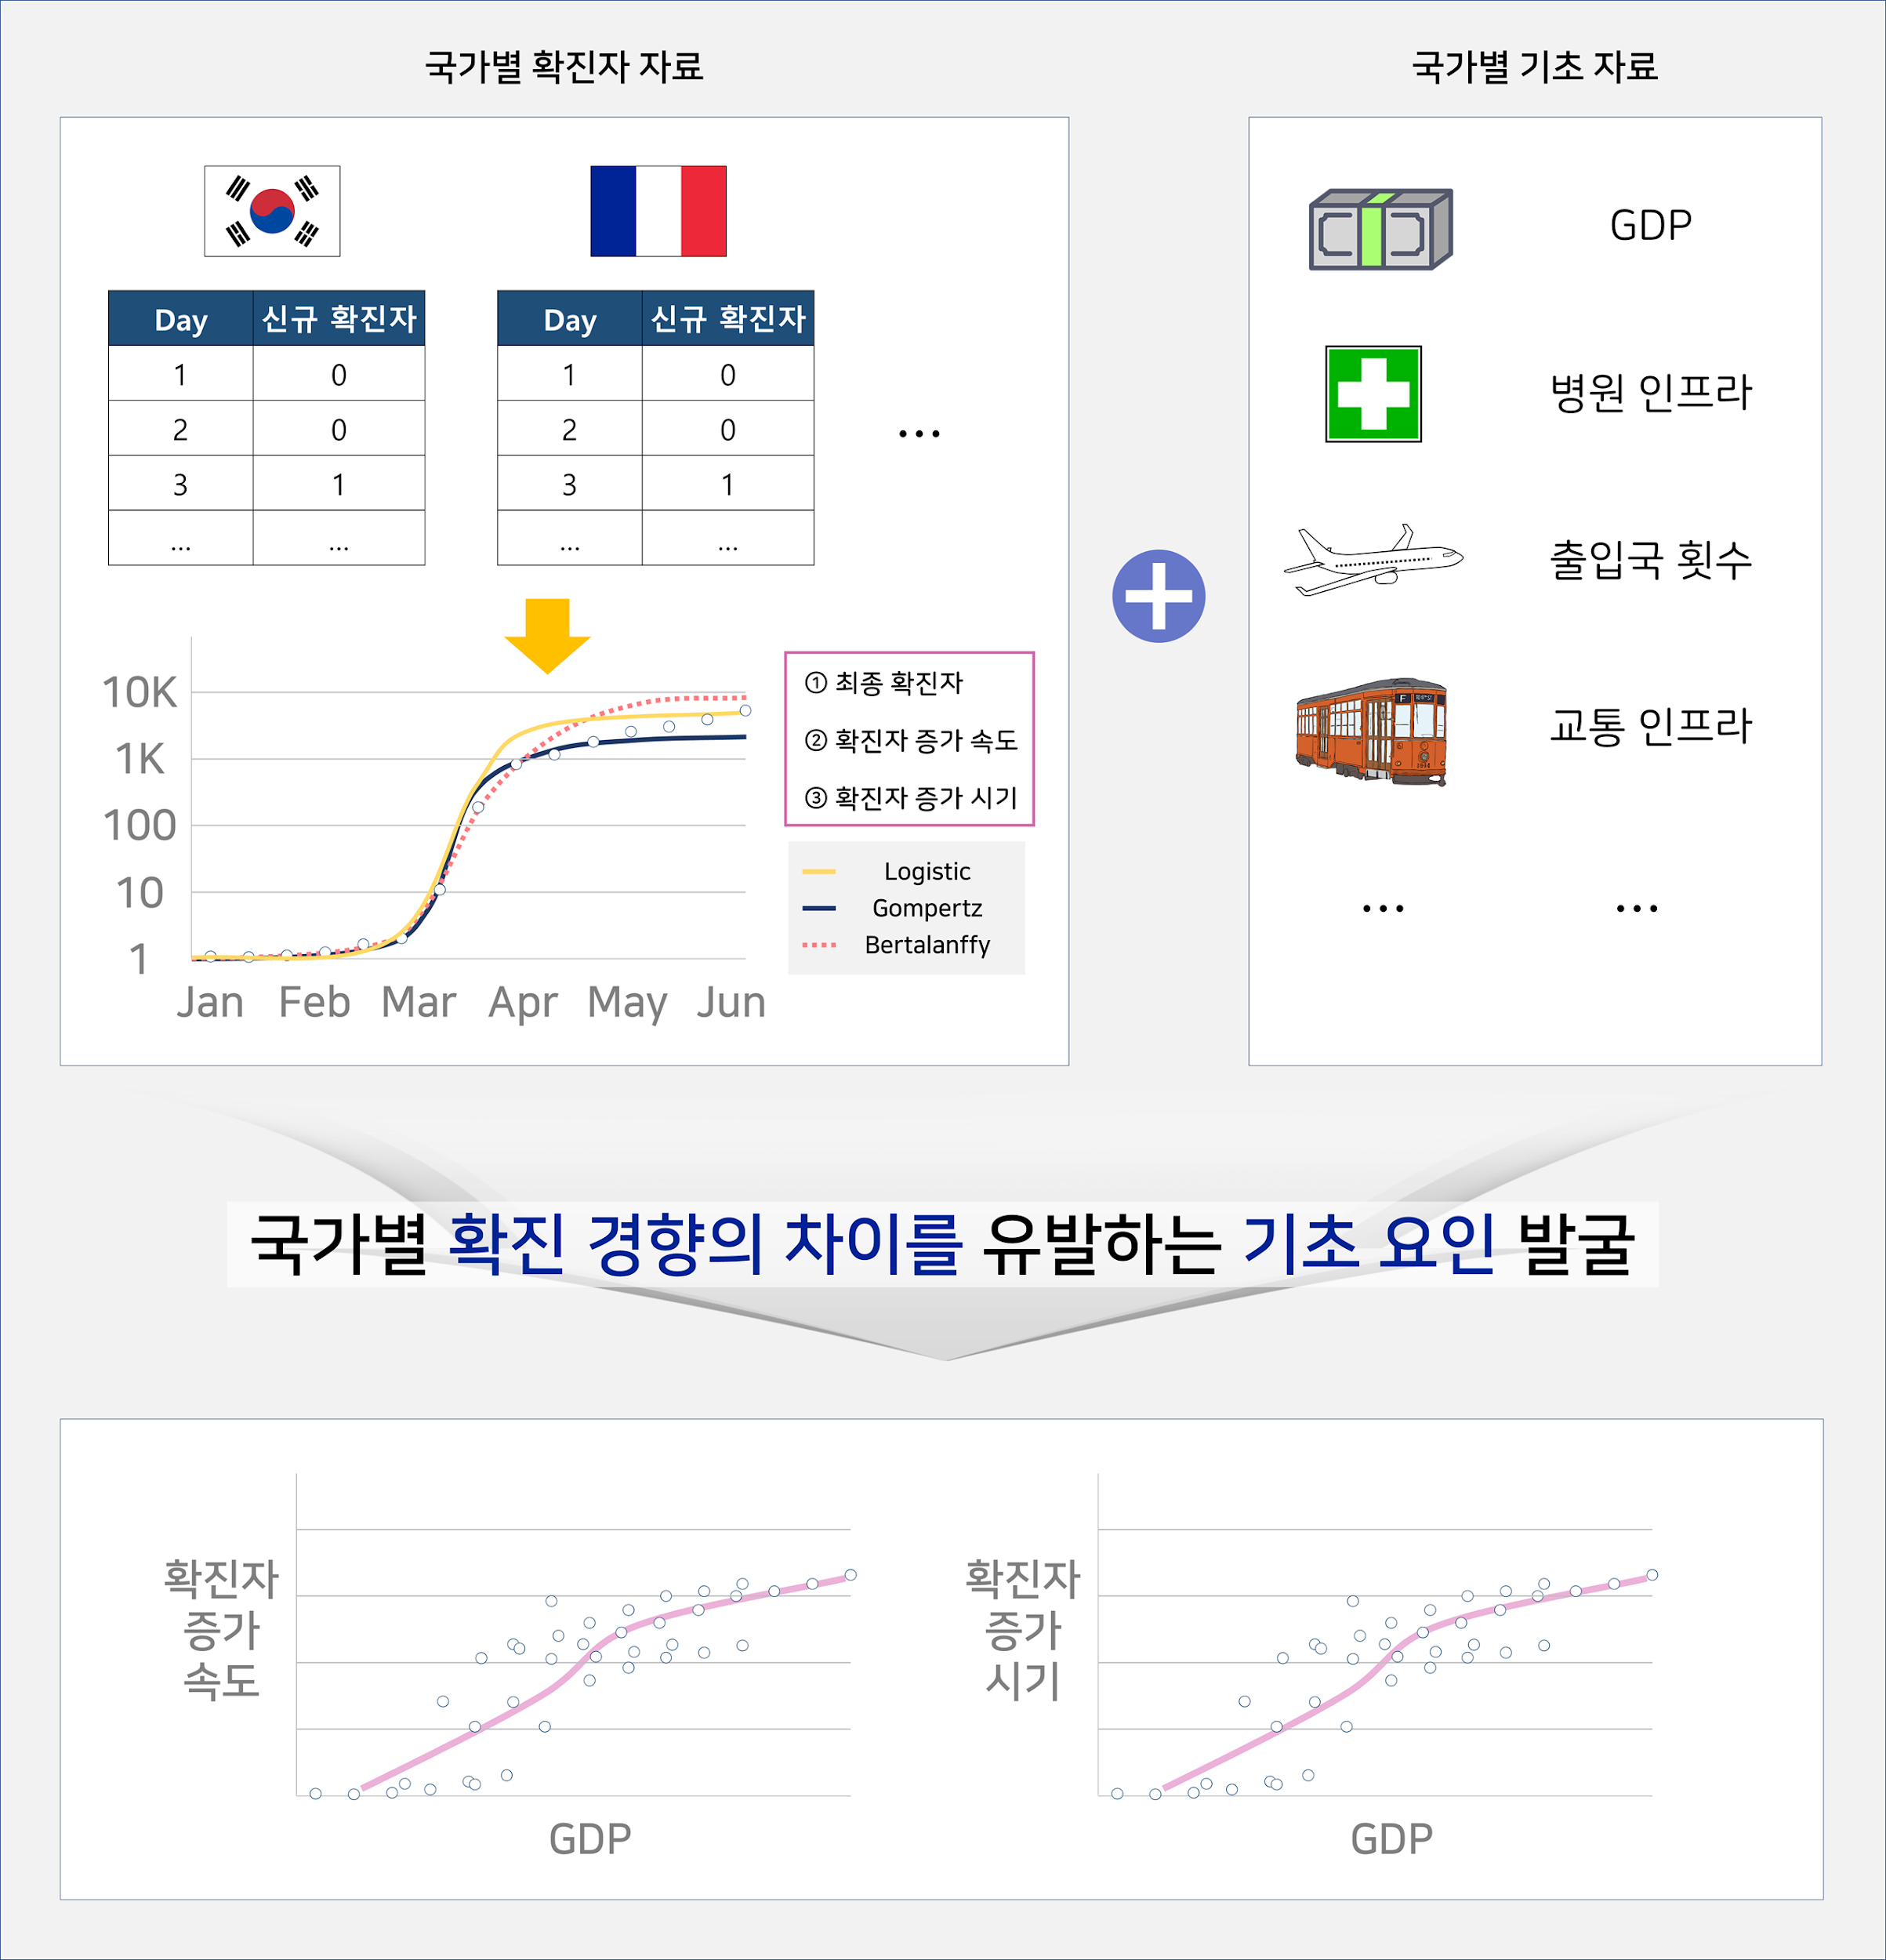 국가별 확진자 자료
국가별 기초 자료
Day 신규 확진자
1 0
2 0
3 1
... ...
Day 신규 확진자
1 0
2 0
3 1
... ...
...
10K
1K
100
10
1
Jan Feb Mar Apr May Jun
① 최종 확진자
② 확진자 증가 속도
③ 확진자 증가 시기
Logistic
Gompertz
Bertalanffy
GDP
병원 인프라
출입국 횟수
교통 인프라
... ...
국가별 확진 경향의 차이를 유발하는 기초 요인 발굴
확진자
증가
속도
GDP
확진자
증가
시기
GDP